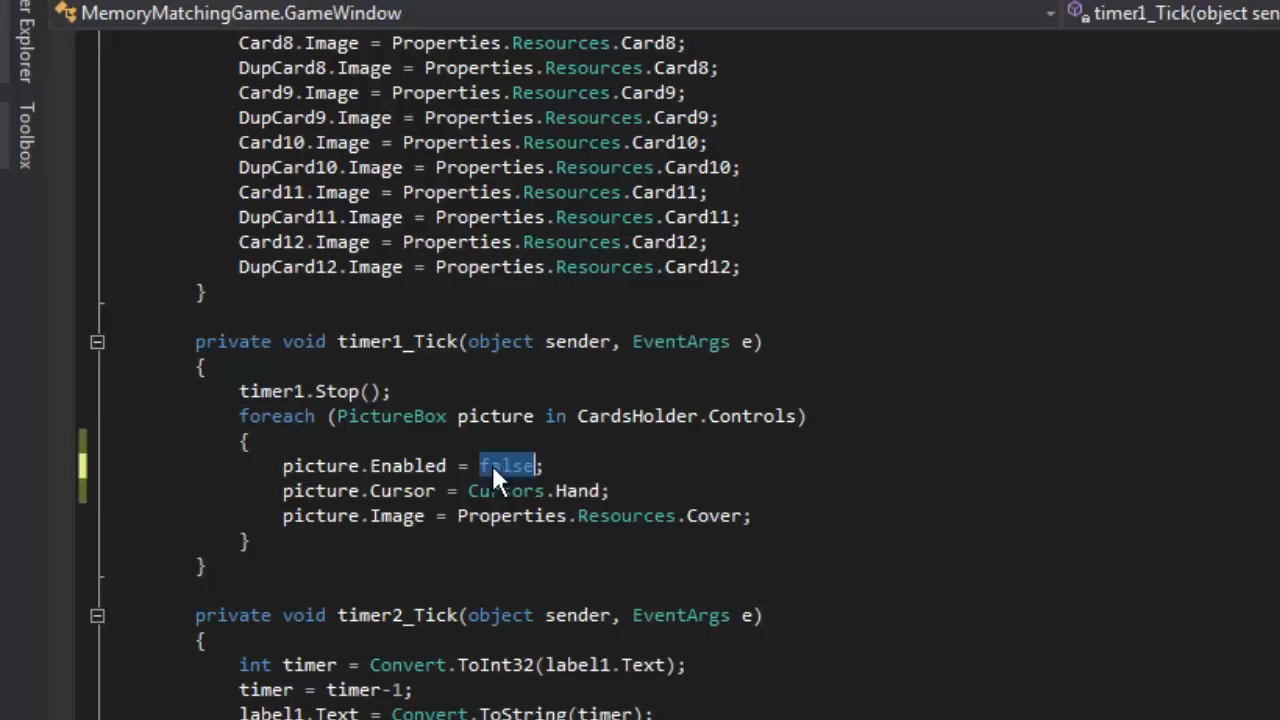 MemoryMatchingGame.GameWindow
timer1_Tick(object sen
er Explorer
Toolbox
Card8.Image = Properties.Resources.Card8;
DupCard8.Image = Properties.Resources.Card8;
Card9.Image = Properties.Resources.Card9;
DupCard9.Image = Properties.Resources.Card9;
Card10.Image = Properties.Resources.Card10;
DupCard10.Image = Properties.Resources.Card10;
Card11.Image = Properties.Resources.Card11;
DupCard11.Image = Properties.Resources.Card11;
Card12.Image = Properties.Resources.Card12;
DupCard12.Image = Properties.Resources.Card12;
}
private void timer1_Tick(object sender, EventArgs e)
{
timer1.Stop();
foreach (PictureBox picture in CardsHolder.Controls)
{
picture.Enabled = false;
picture.Cursor = Cursors.Hand;
picture.Image = Properties.Resources.Cover;
}
}
private void timer2_Tick(object sender, EventArgs e)
{
int timer = Convert.ToInt32(label1.Text);
timer = timer-1;
label1.Text = Convert.ToString(timer);